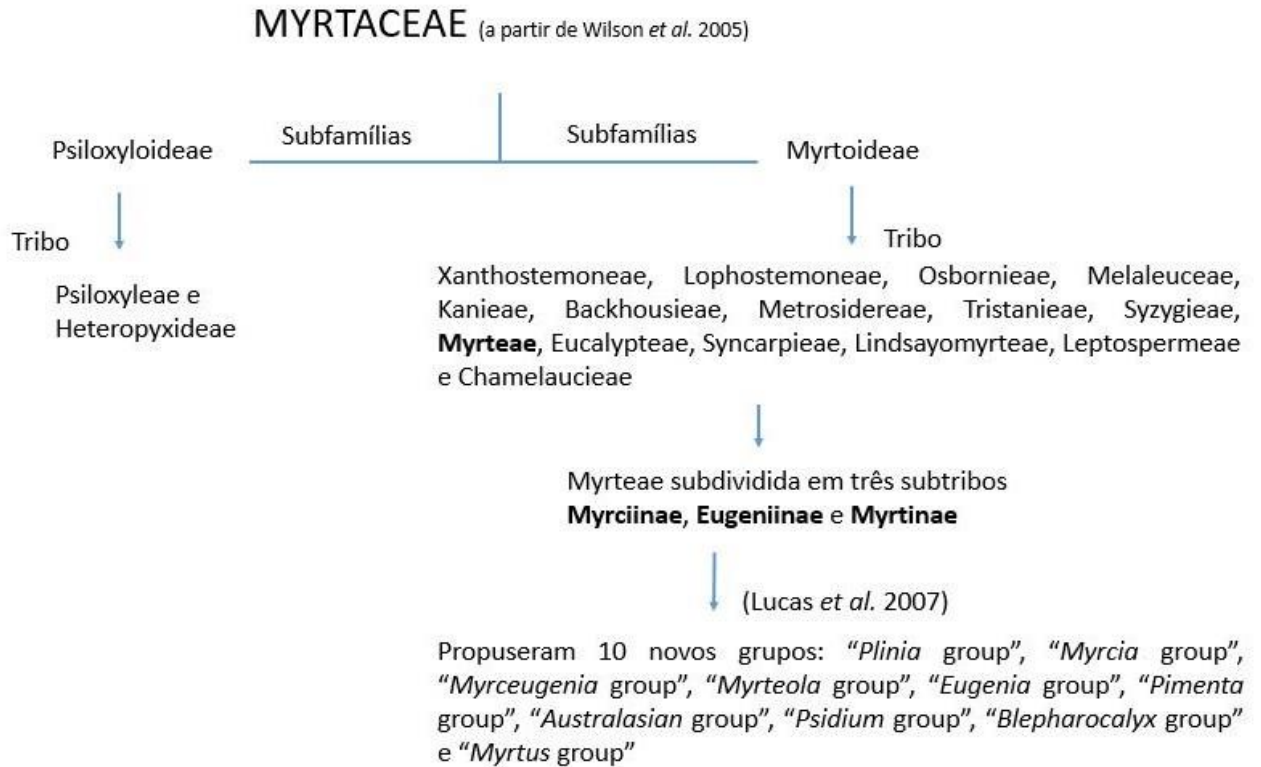 MYRTACEAE (a partir de Wilson et al. 2005)
Subfamílias
Subfamílias
Psiloxyloideae
Myrtoideae
Tribo
Tribo
Psiloxyleae e
Heteropyxideae
Xanthostemoneae, Lophostemoneae, Osbornieae, Melaleuceae,
Kanieae, Backhousieae, Metrosidereae, Tristanieae, Syzygieae,
Myrteae, Eucalypteae, Syncarpieae, Lindsayomyrteae, Leptospermeae
e Chamelaucieae
Myrteae subdividida em três subtribos
Myrciinae, Eugeniinae e Myrtinae
(Lucas et al. 2007)
Propuseram 10 novos grupos: “Plinia group”, “Myrcia group”,
“Myrceugenia group”, “Myrteola group”, “Eugenia group”, “Pimenta
group”, “Australasian group”, “Psidium group”, “Blepharocalyx group”
e “Myrtus group”